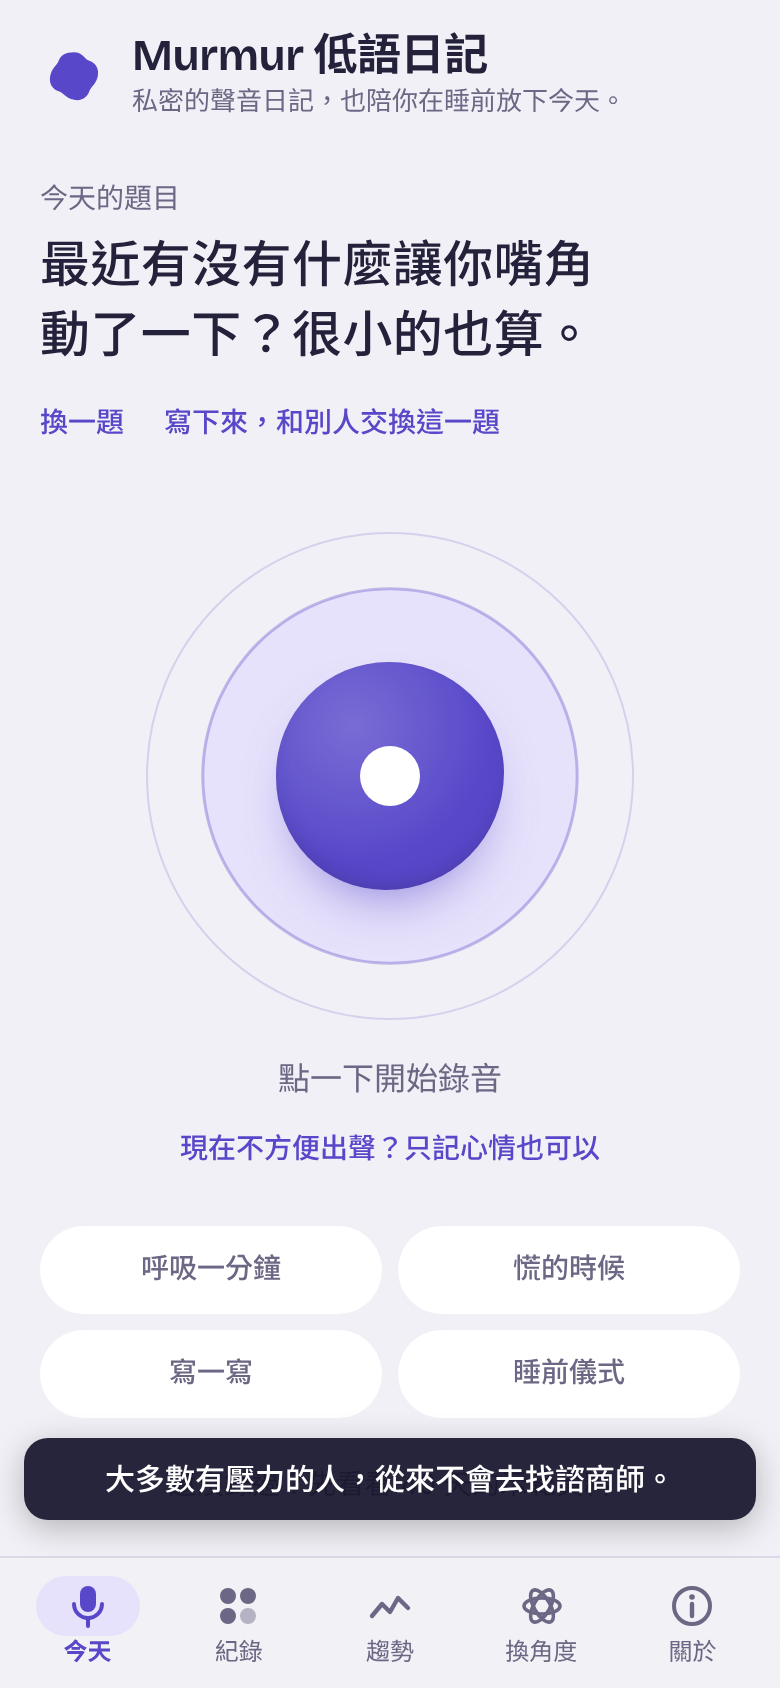 Murmur 低語日記
私密的聲音日記，也陪你在睡前放下今天。
今天的題目
最近有沒有什麼讓你嘴角
動了一下？很小的也算。
換一題
寫下來，和別人交換這一題
點一下開始錄音
現在不方便出聲？只記心情也可以
呼吸一分鐘
慌的時候
寫一寫
睡前儀式
大多數有壓力的人，從來不會去找諮商師。
今天
紀錄
趨勢
換角度
關於